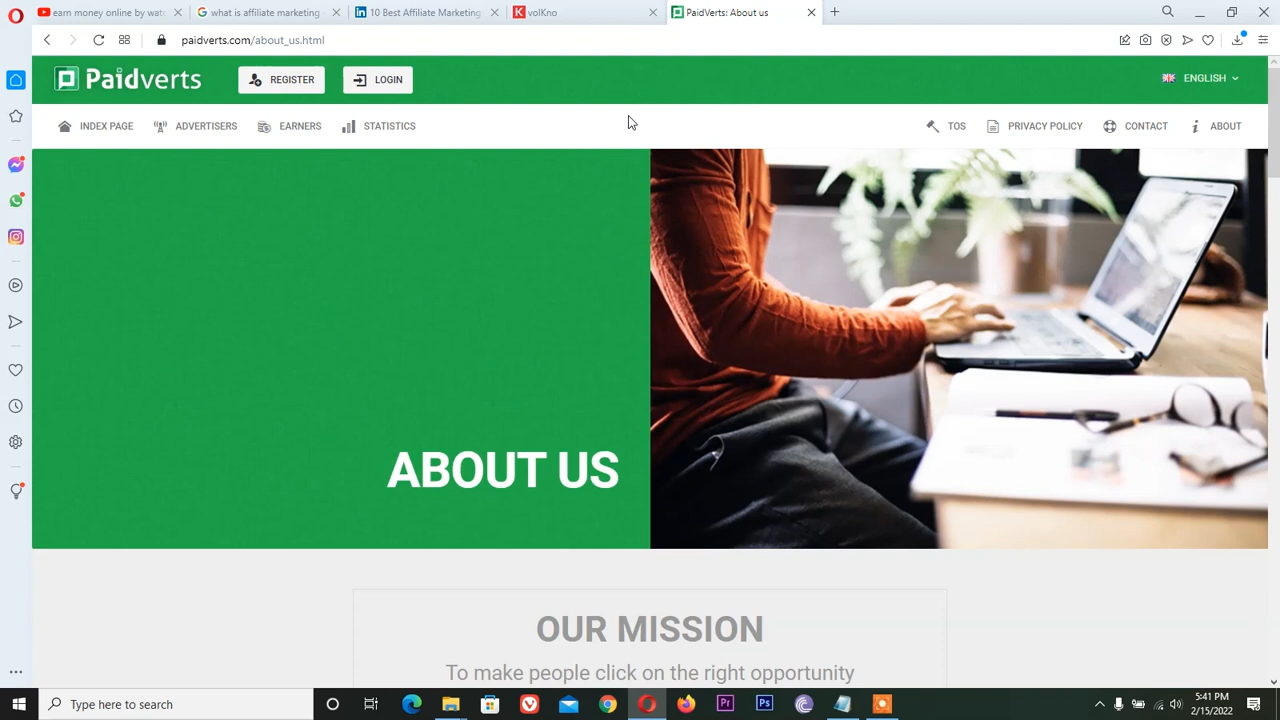 earn money online by watc
what is affiliate marketing -
10 Best Affiliate Marketing
volKno
PaidVerts: About us
paidverts.com/about_us.html
Paidverts
REGISTER
LOGIN
ENGLISH
INDEX PAGE
ADVERTISERS
EARNERS
STATISTICS
TOS
PRIVACY POLICY
CONTACT
ABOUT
ABOUT US
OUR MISSION
To make people click on the right opportunity
Type here to search
5:41 PM
2/15/2022